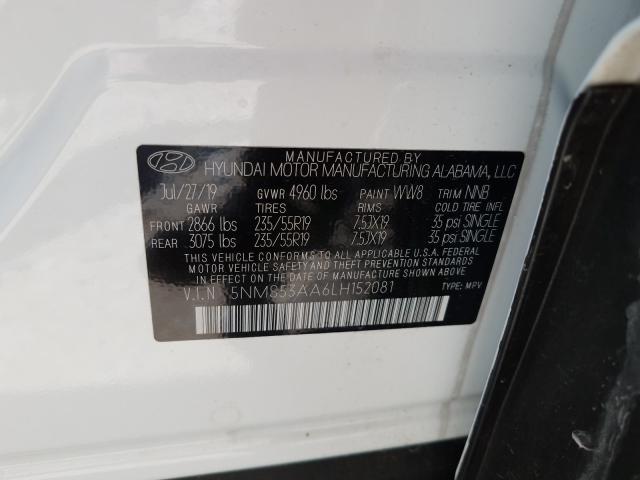 MANUFACTURED BY
HYUNDAI MOTOR MANUFACTURING ALABAMA, LLC
Jul/27/19 GVWR 4960 lbs PAINT WW8 TRIM NNB
GAWR TIRES RIMS COLD TIRE INF
FRONT 2866 lbs 235/55R19 7.5JX19 35 psi SINGLE
REAR 3075 lbs 235/55R19 7.5JX19 35 psi SINGLE
THIS VEHICLE CONFORMS TO ALL APPLICABLE U.S.A. FEDERAL
MOTOR VEHICLE SAFETY AND THEFT PREVENTION STANDARDS
IN EFFECT ON THE DATE OF MANUFACTURE SHOWN ABOVE.
V.I.N 5NMS53AA6LH152081 TYPE: MPV